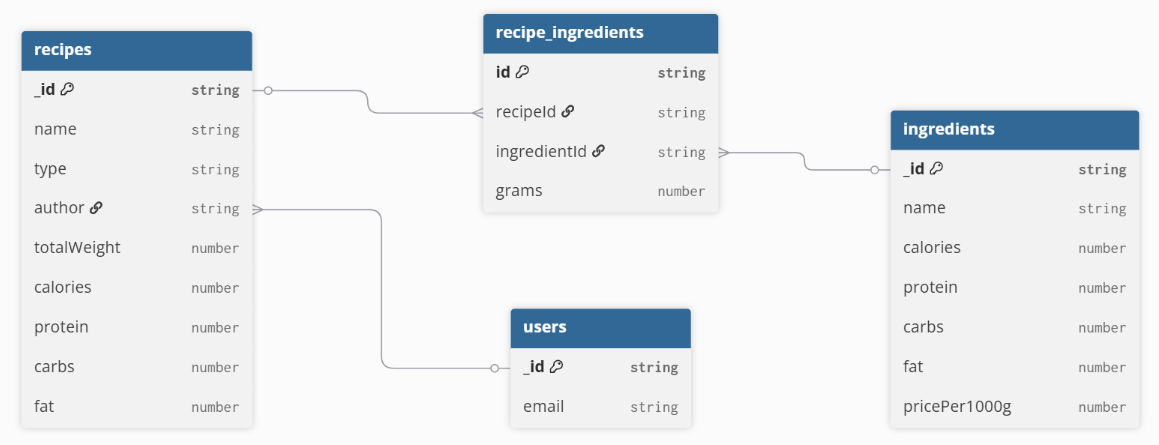 recipes
_id string
name string
type string
author string
totalWeight number
calories number
protein number
carbs number
fat number
recipe_ingredients
id string
recipeId string
ingredientId string
grams number
users
_id string
email string
ingredients
_id string
name string
calories number
protein number
carbs number
fat number
pricePer1000g number